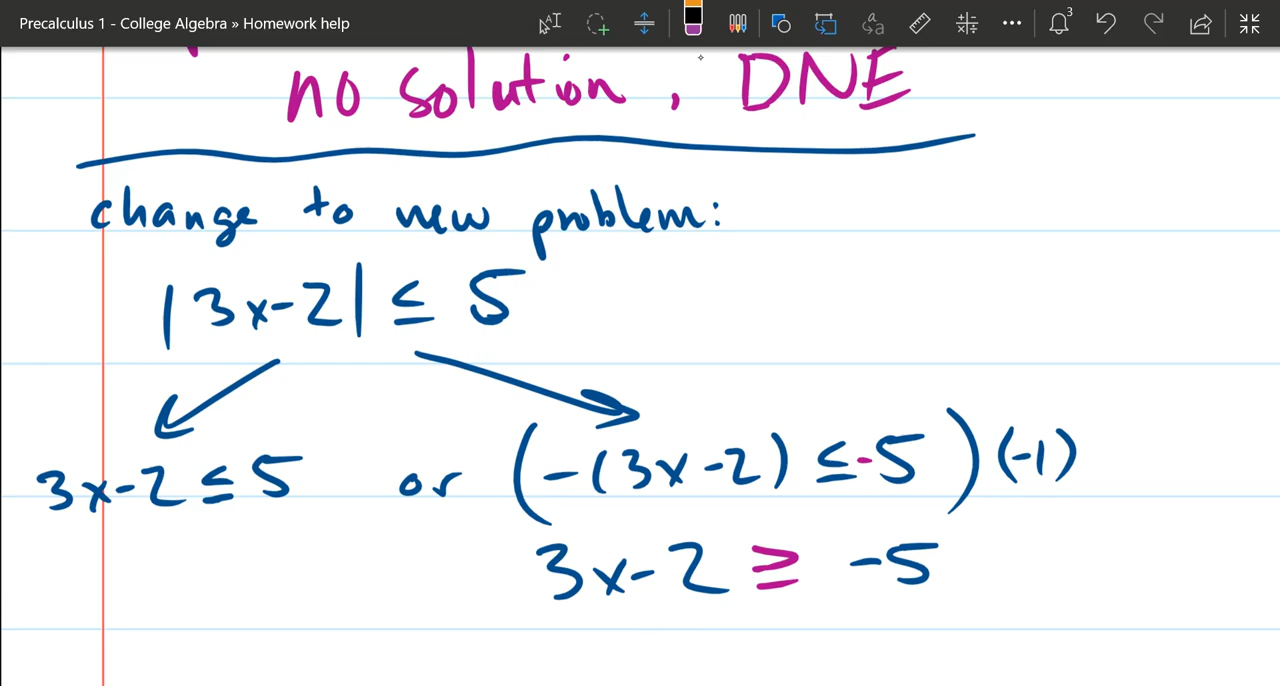 Precalculus 1 - College Algebra » Homework help
3
no solution, DNE
change to new problem:
|3x-2| ≤ 5
3x-2 ≤ 5 or (-(3x-2) ≤ -5)(-1)
3x-2 ≥ -5